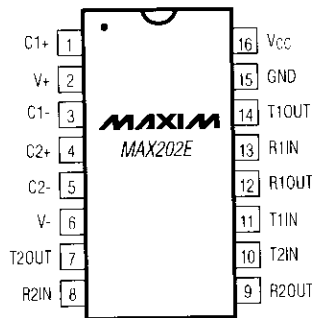 C1+ 1 16 VCC
V+ 2 15 GND
C1- 3 14 T1OUT
MAXIM
C2+ 4 13 R1IN
MAX202E
C2- 5 12 R1OUT
V- 6 11 T1IN
T2OUT 7 10 T2IN
R2IN 8 9 R2OUT